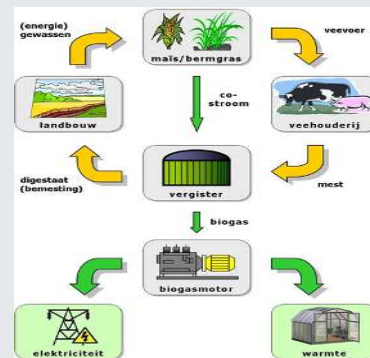 (energie)
gewassen
maïs/bermgras
veevoer
landbouw
co-
stroom
veehouderij
digestaat
(bemesting)
vergister
mest
biogas
biogasmotor
elektriciteit
warmte